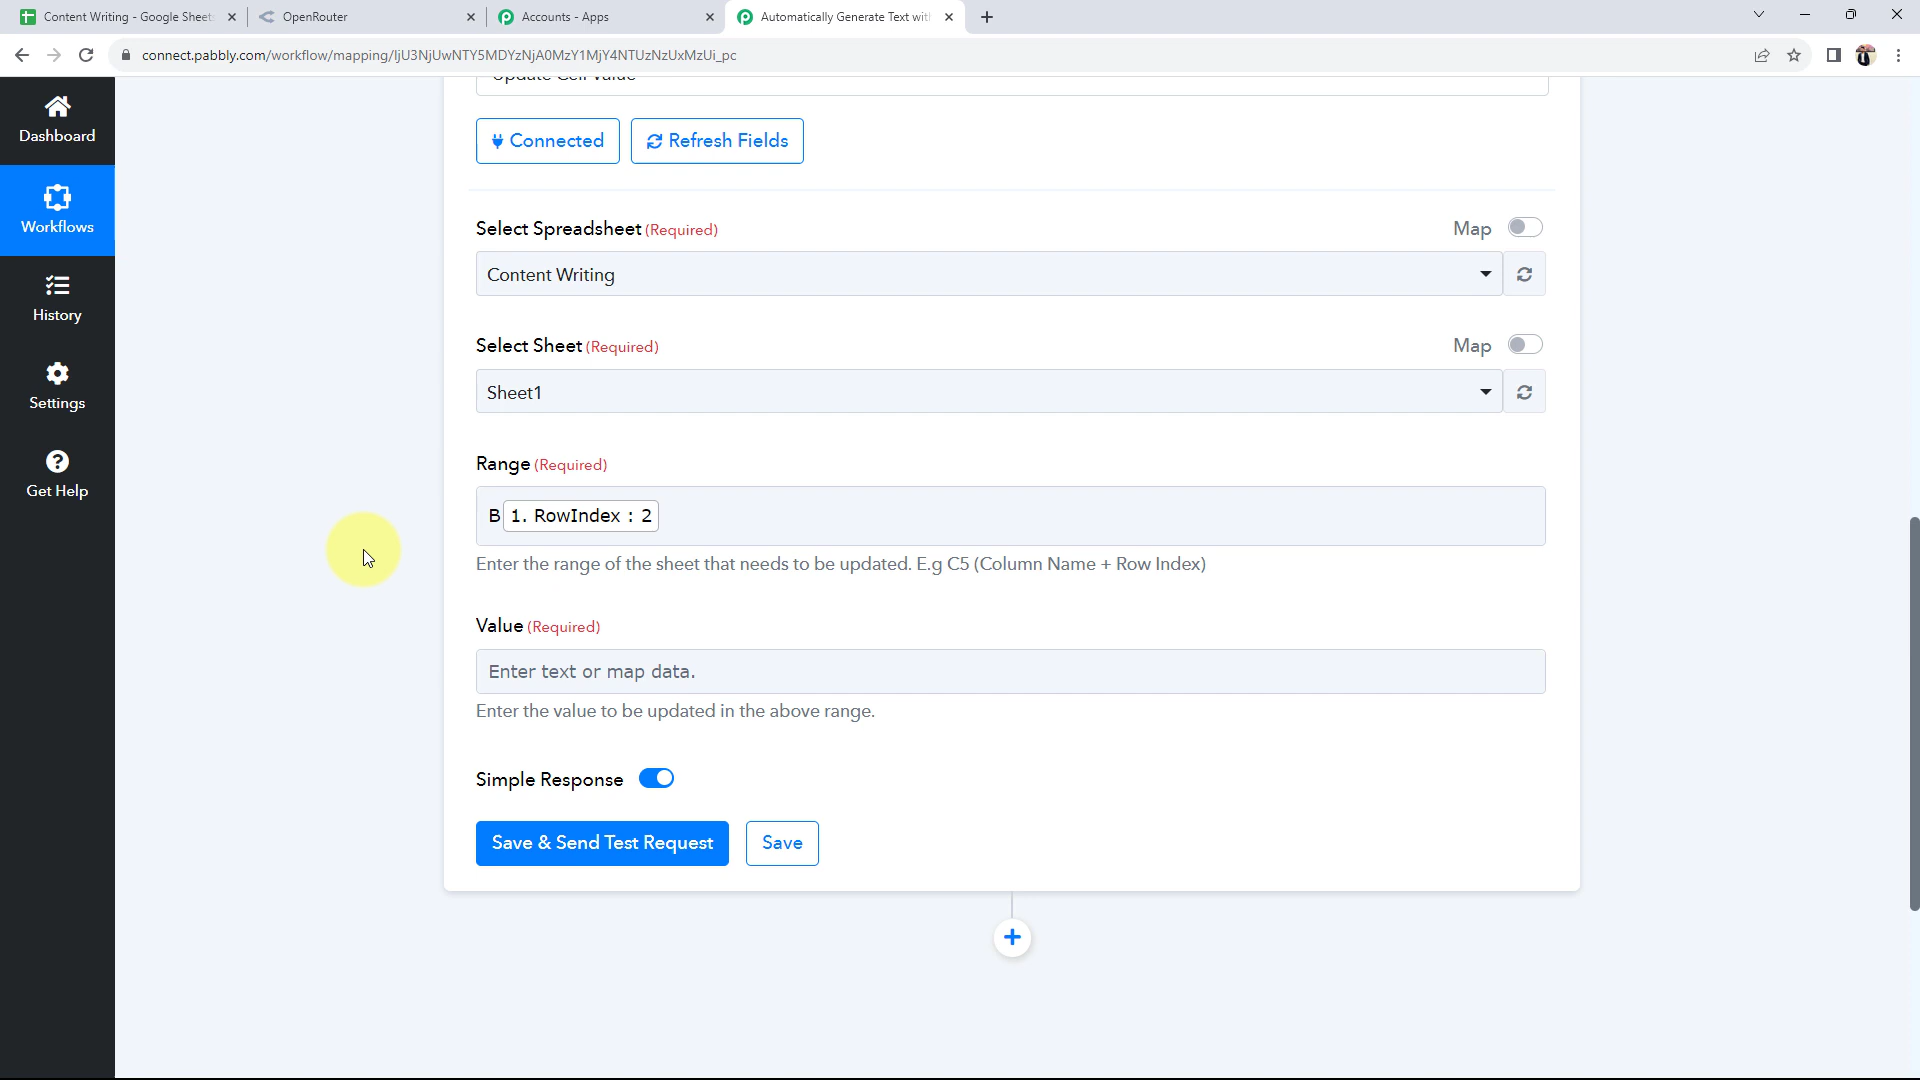 Content Writing - Google Sheets
OpenRouter
Accounts - Apps
Automatically Generate Text wit
connect.pabbly.com/workflow/mapping/IjU3NjUwNTY5MDYzNjA0MzY1MjY4NTUzNzUxMzUi_pc
Update Cell Value
Dashboard
Connected
Refresh Fields
Workflows
Select Spreadsheet (Required)
Map
Content Writing
History
Select Sheet (Required)
Map
Sheet1
Settings
Range (Required)
Get Help
B 1. RowIndex : 2
Enter the range of the sheet that needs to be updated. E.g C5 (Column Name + Row Index)
Value (Required)
Enter text or map data.
Enter the value to be updated in the above range.
Simple Response
Save & Send Test Request
Save